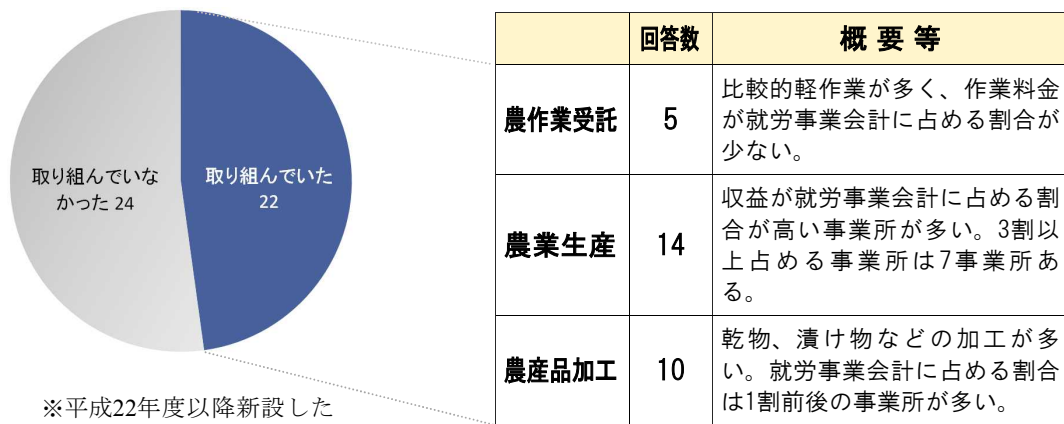 取り組んでいな
かった 24
取り組んでいた
22
※平成22年度以降新設した
回答数 概 要 等
農作業受託 5
比較的軽作業が多く、作業料金
が就労事業会計に占める割合が
少ない。
農業生産 14
収益が就労事業会計に占める割
合が高い事業所が多い。3割以
上占める事業所は7事業所あ
る。
農産品加工 10
乾物、漬け物などの加工が多
い。就労事業会計に占める割合
は1割前後の事業所が多い。